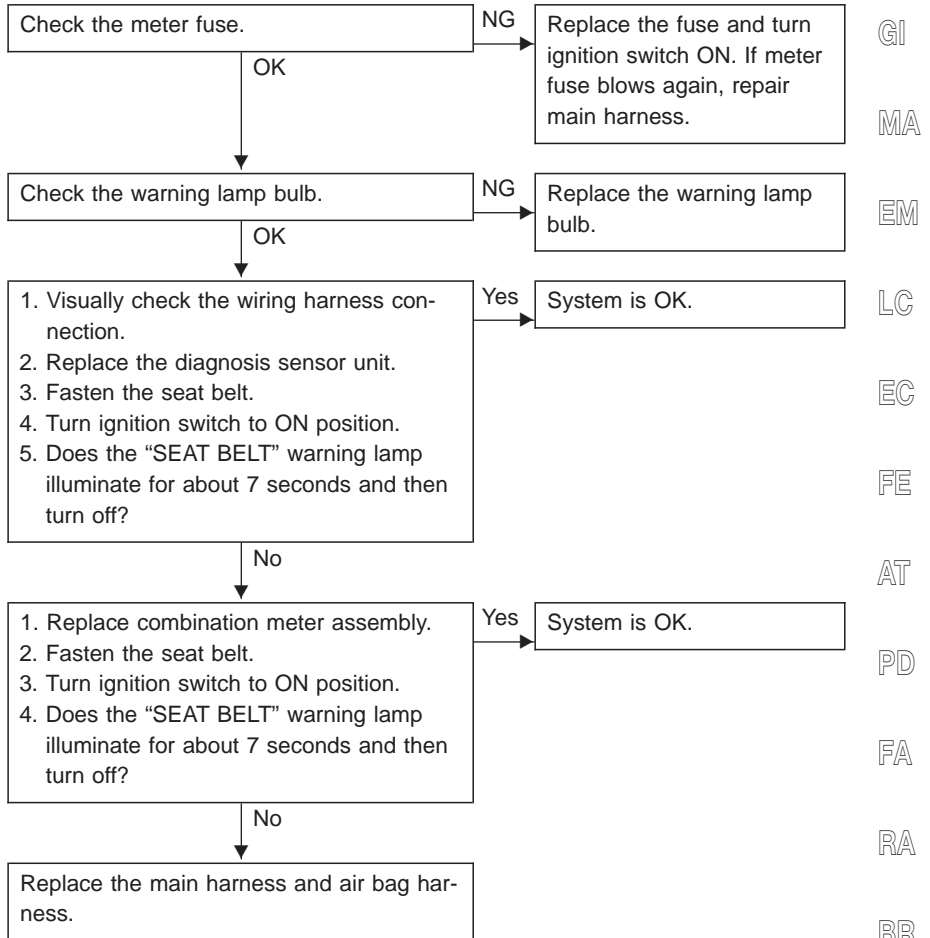 Check the meter fuse.
NG
Replace the fuse and turn
ignition switch ON. If meter
fuse blows again, repair
main harness.
OK
Check the warning lamp bulb.
NG
Replace the warning lamp
bulb.
OK
1. Visually check the wiring harness con-
nection.
2. Replace the diagnosis sensor unit.
3. Fasten the seat belt.
4. Turn ignition switch to ON position.
5. Does the “SEAT BELT” warning lamp
illuminate for about 7 seconds and then
turn off?
Yes
System is OK.
No
1. Replace combination meter assembly.
2. Fasten the seat belt.
3. Turn ignition switch to ON position.
4. Does the “SEAT BELT” warning lamp
illuminate for about 7 seconds and then
turn off?
Yes
System is OK.
No
Replace the main harness and air bag har-
ness.
GI
MA
EM
LC
EC
FE
AT
PD
FA
RA
BR